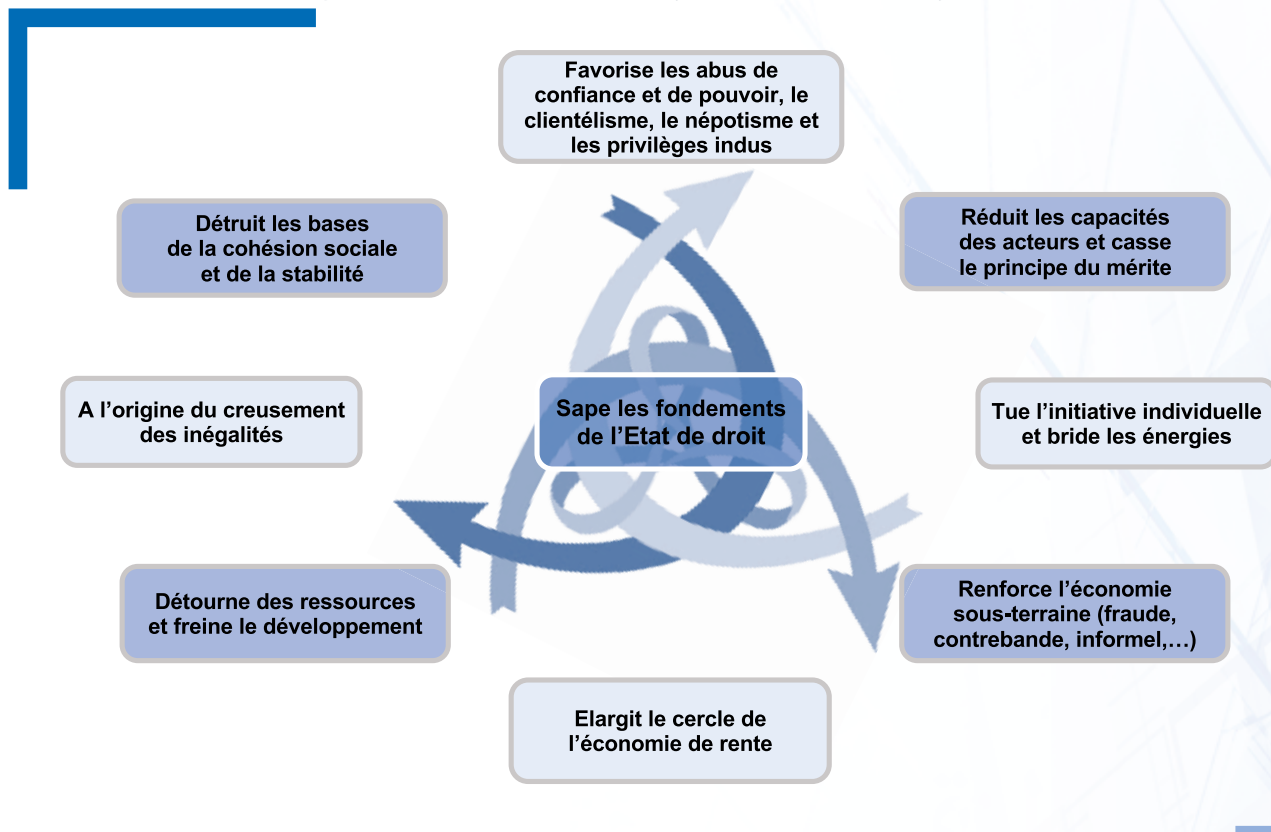 Favorise les abus de
confiance et de pouvoir, le
clientélisme, le népotisme et
les privilèges indus
Détruit les bases
de la cohésion sociale
et de la stabilité
Réduit les capacités
des acteurs et casse
le principe du mérite
A l’origine du creusement
des inégalités
Sape les fondements
de l’Etat de droit
Tue l’initiative individuelle
et bride les énergies
Détourne des ressources
et freine le développement
Renforce l’économie
sous-terraine (fraude,
contrebande, informel,…)
Elargit le cercle de
l’économie de rente